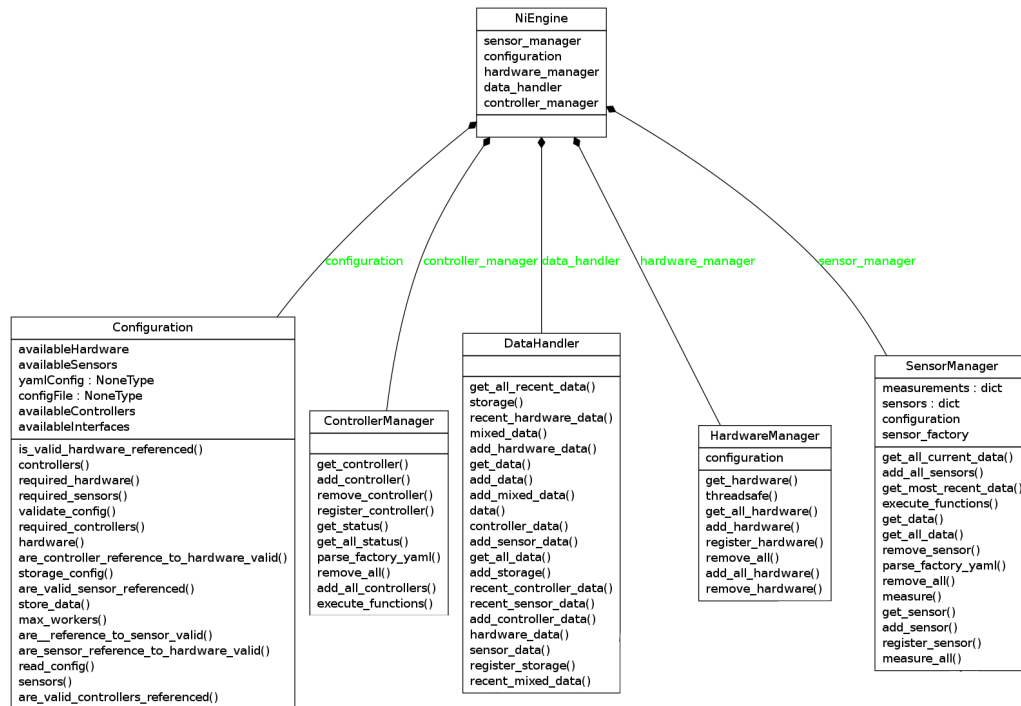 NiEngine
sensor_manager
configuration
hardware_manager
data_handler
controller_manager
configuration
controller_manager
data_handler
hardware_manager
sensor_manager
Configuration
availableHardware
availableSensors
yamlConfig : NoneType
configFile : NoneType
availableControllers
availableInterfaces
is_valid_hardware_referenced()
controllers()
required_hardware()
required_sensors()
validate_config()
required_controllers()
hardware()
are_controller_reference_to_hardware_valid()
storage_config()
are_valid_sensor_referenced()
store_data()
max_workers()
are__reference_to_sensor_valid()
are_sensor_reference_to_hardware_valid()
read_config()
sensors()
are_valid_controllers_referenced()
ControllerManager
get_controller()
add_controller()
remove_controller()
register_controller()
get_status()
get_all_status()
parse_factory_yaml()
remove_all()
add_all_controllers()
execute_functions()
DataHandler
get_all_recent_data()
storage()
recent_hardware_data()
mixed_data()
add_hardware_data()
get_data()
add_data()
add_mixed_data()
data()
controller_data()
add_sensor_data()
get_all_data()
add_storage()
recent_controller_data()
recent_sensor_data()
add_controller_data()
hardware_data()
sensor_data()
register_storage()
recent_mixed_data()
HardwareManager
configuration
get_hardware()
threadsafe()
get_all_hardware()
add_hardware()
register_hardware()
remove_all()
add_all_hardware()
remove_hardware()
SensorManager
measurements : dict
sensors : dict
configuration
sensor_factory
get_all_current_data()
add_all_sensors()
get_most_recent_data()
execute_functions()
get_data()
get_all_data()
remove_sensor()
parse_factory_yaml()
remove_all()
measure()
get_sensor()
add_sensor()
register_sensor()
measure_all()